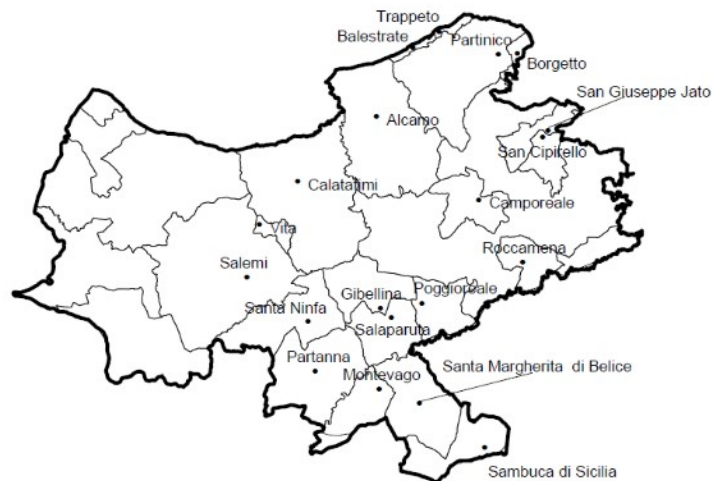 Trappeto
Balestrate
Partinico
Borgetto
San Giuseppe Jato
Alcamo
San Cipirello
Calatafimi
Camporeale
Vita
Roccamena
Salemi
Gibellina
Poggioreale
Santa Ninfa
Salaparuta
Partanna
Montevago
Santa Margherita di Belice
Sambuca di Sicilia